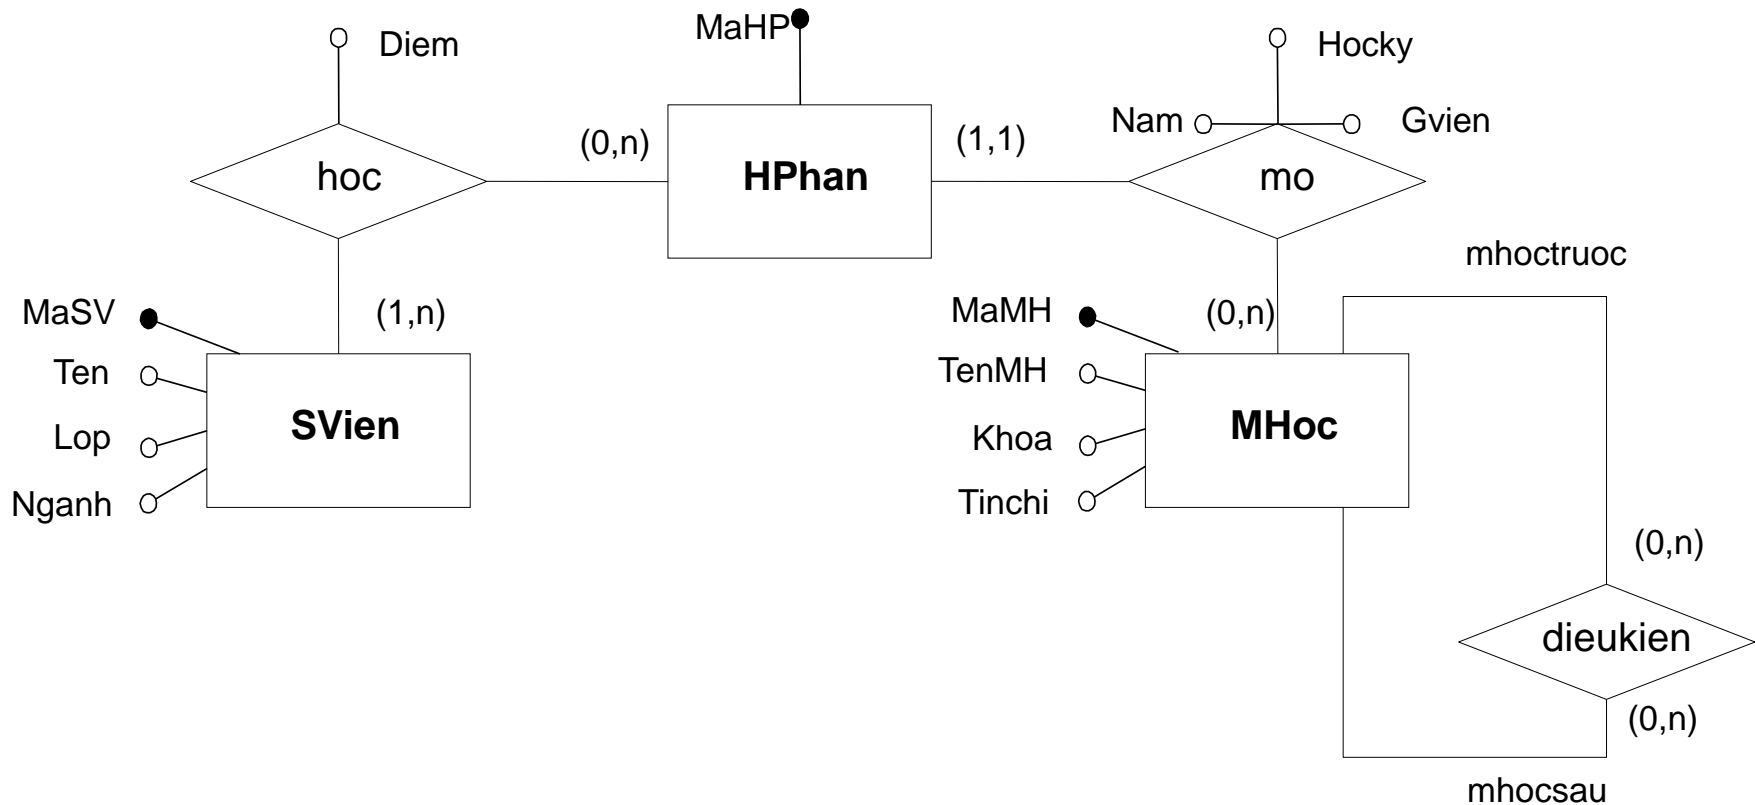 MaHP
Diem
Hocky
Nam
Gvien
(0,n)
(1,1)
hoc
HPhan
mo
mhoctruoc
MaSV
(1,n)
MaMH
(0,n)
Ten
TenMH
Lop
SVien
Khoa
MHoc
Nganh
Tinchi
(0,n)
dieukien
(0,n)
mhocsau